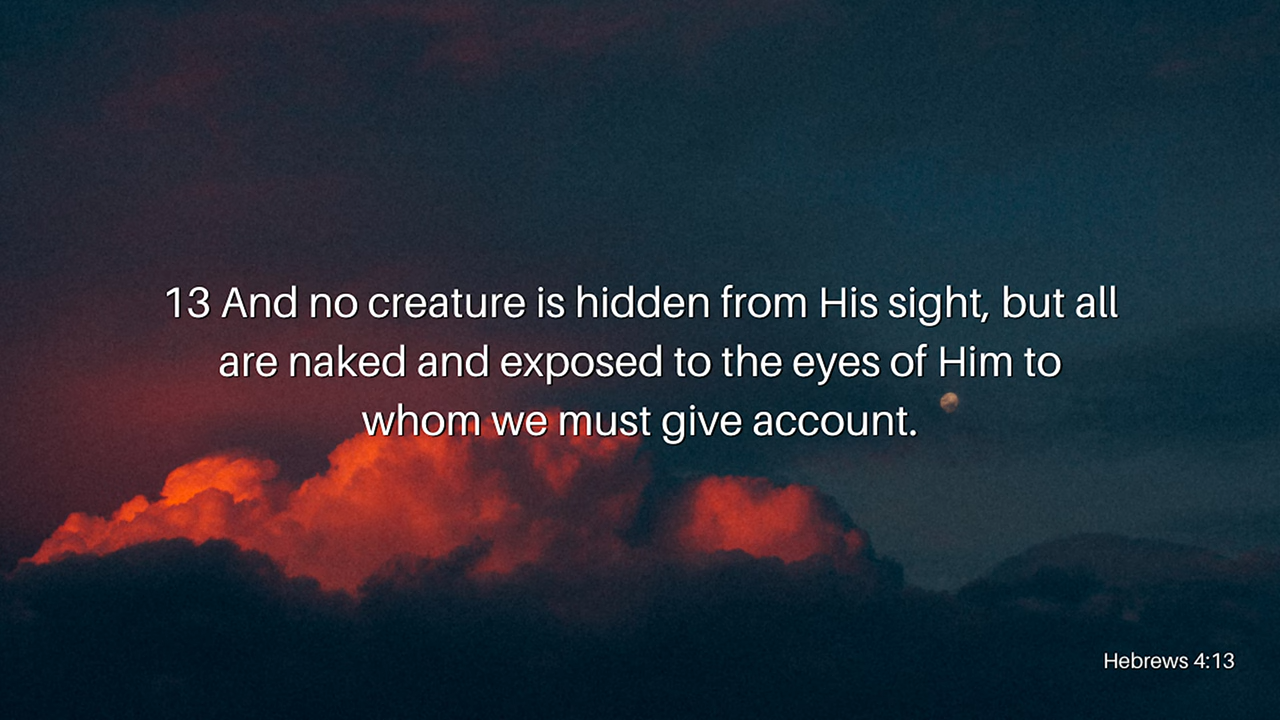 13 And no creature is hidden from His sight, but all
are naked and exposed to the eyes of Him to
whom we must give account.
Hebrews 4:13